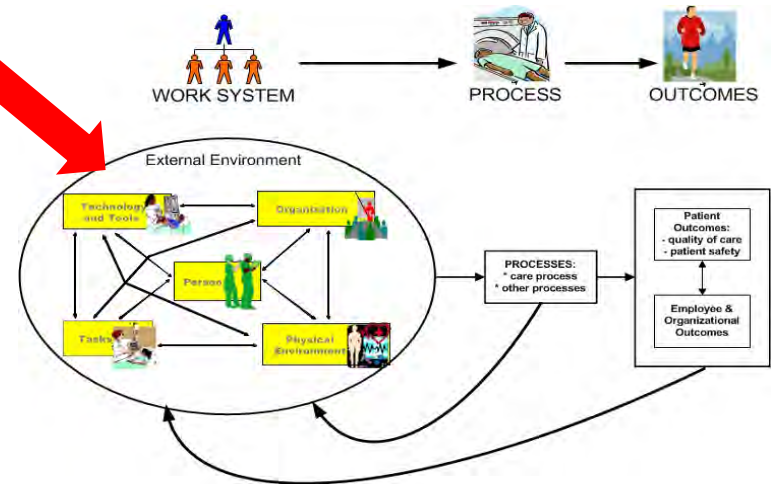 WORK SYSTEM
PROCESS
OUTCOMES
External Environment
Technology
and Tools
Organization
Person
Tasks
Physical
Environment
PROCESSES:
* care process
* other processes
Patient
Outcomes:
- quality of care
- patient safety
Employee &
Organizational
Outcomes